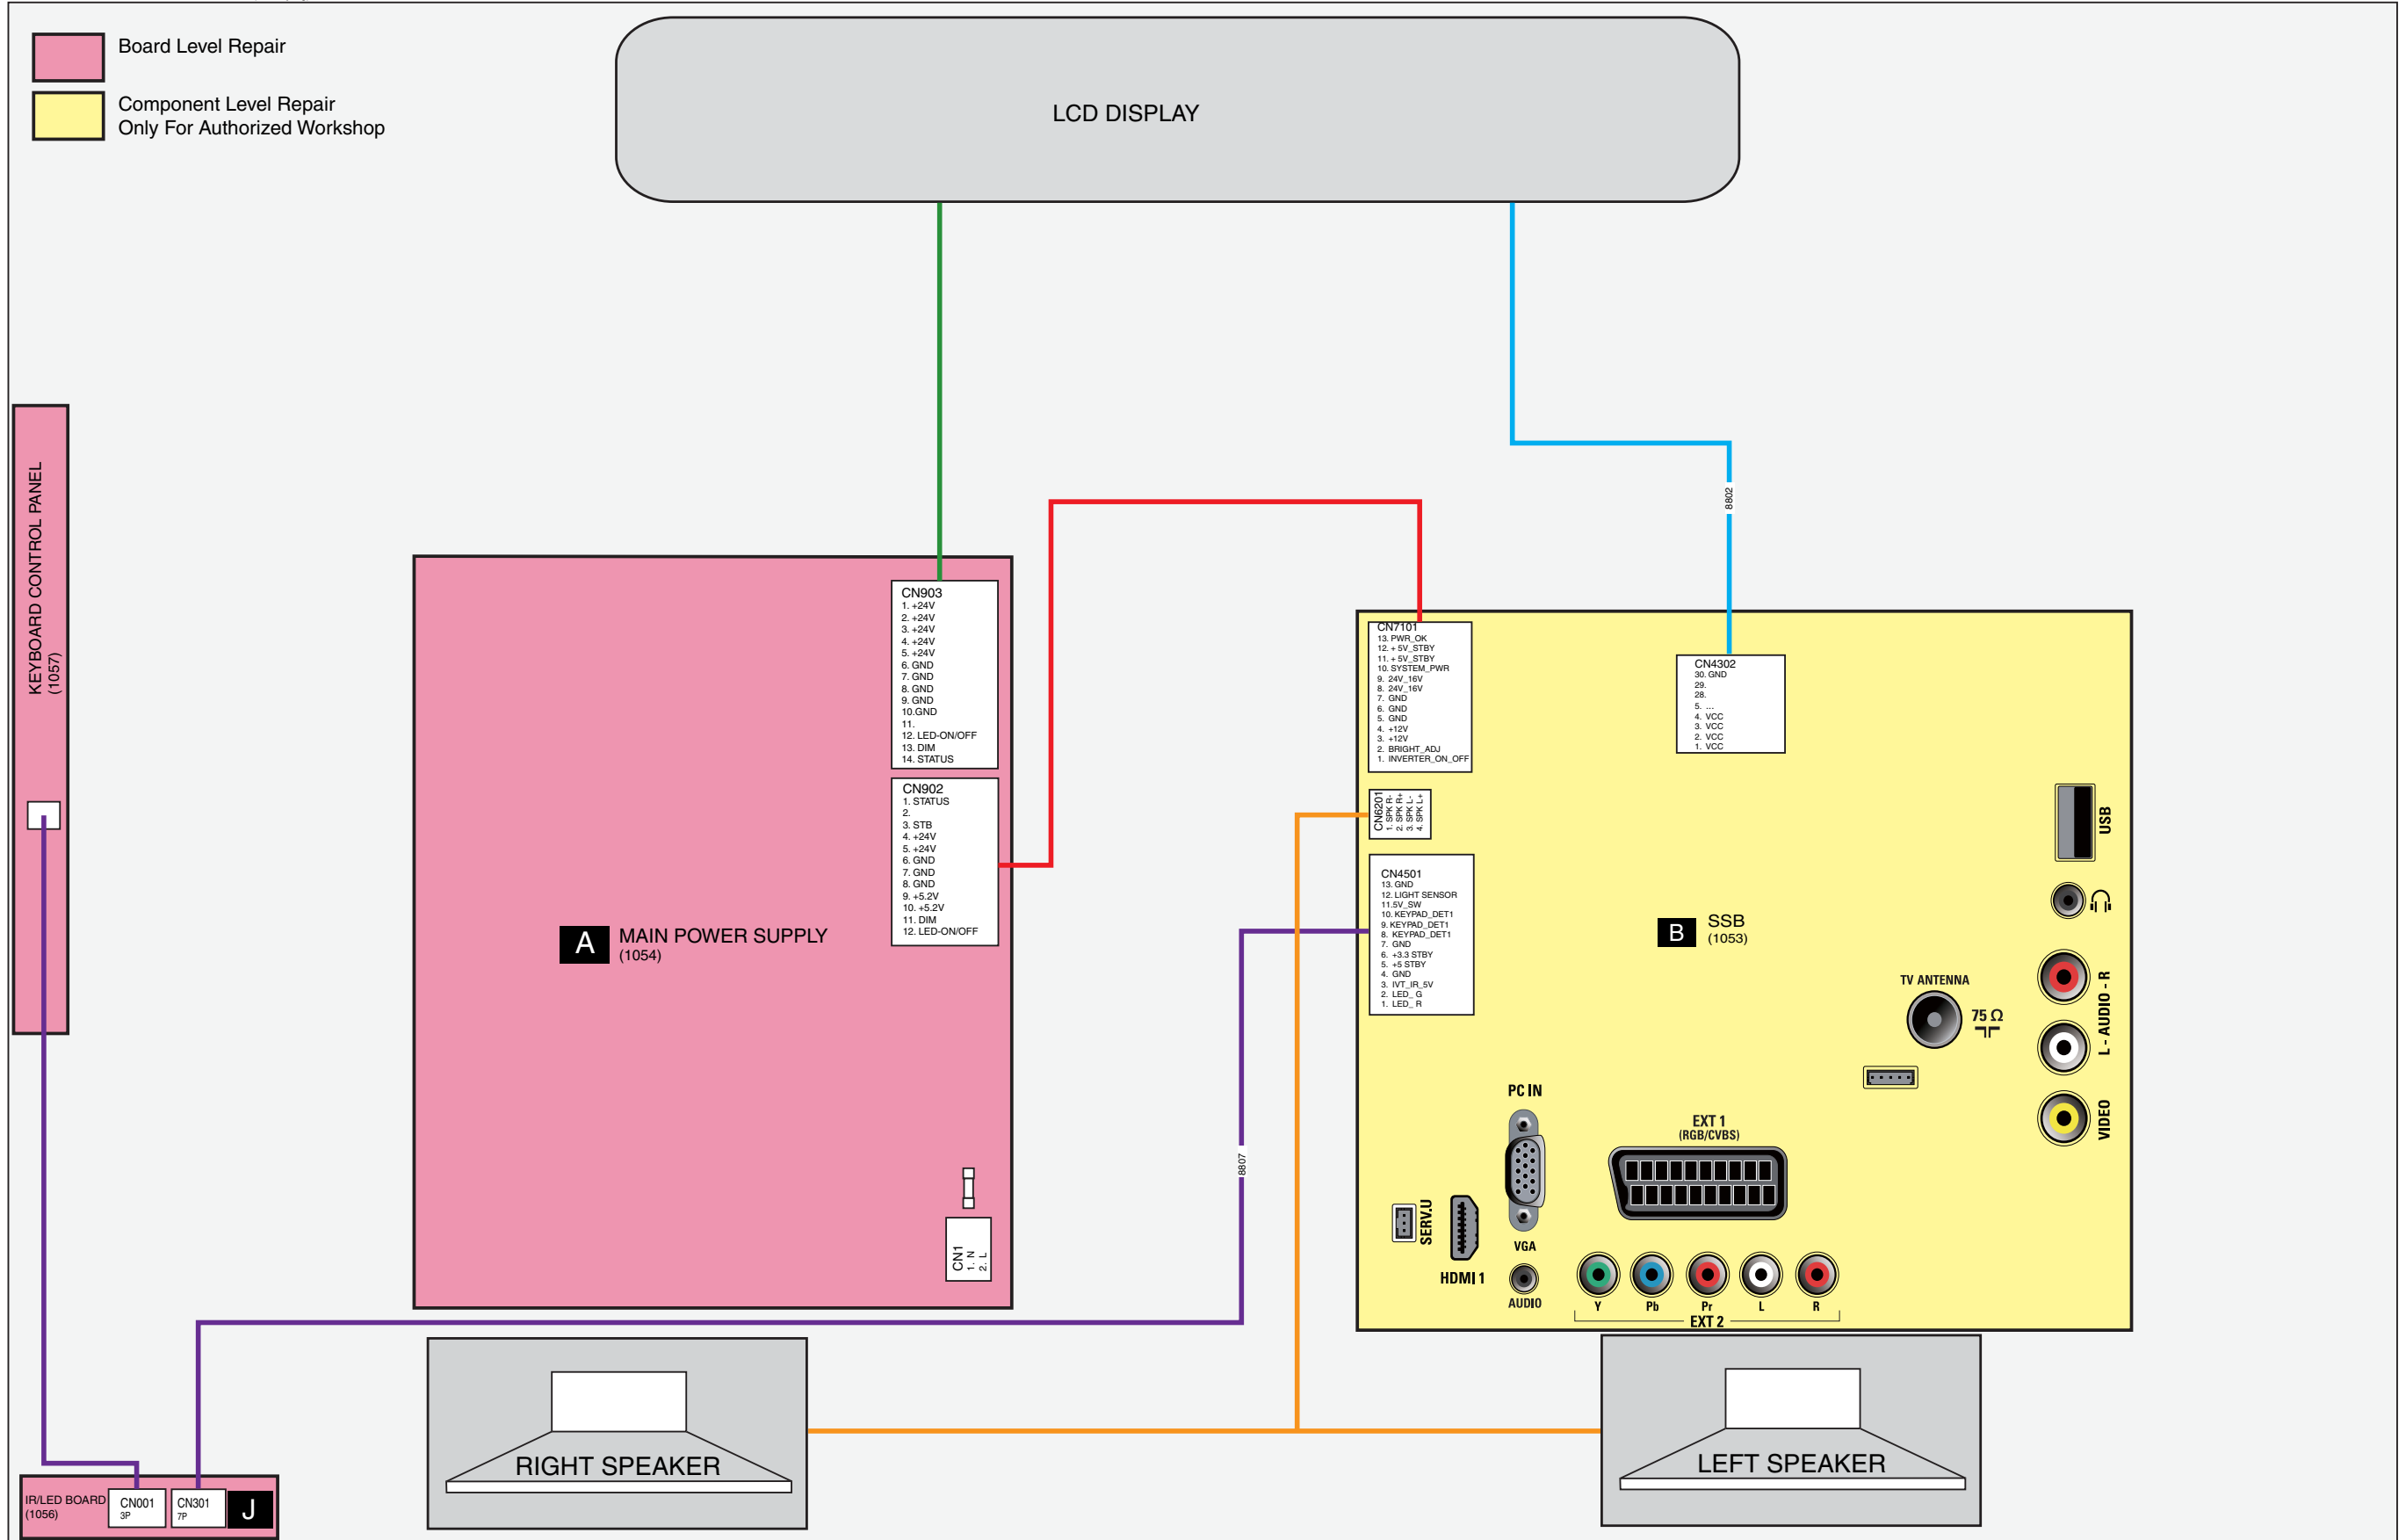 Board Level Repair
Component Level Repair
Only For Authorized Workshop
LCD DISPLAY
8802
KEYBOARD CONTROL PANEL
(1057)
CN903
1. +24V
2. +24V
3. +24V
4. +24V
5. +24V
6. GND
7. GND
8. GND
9. GND
10.GND
11.
12. LED-ON/OFF
13. DIM
14. STATUS
CN902
1. STATUS
2.
3. STB
4. +24V
5. +24V
6. GND
7. GND
8. GND
9. +5.2V
10. +5.2V
11. DIM
12. LED-ON/OFF
A MAIN POWER SUPPLY
(1054)
CN1
1. N
2. L
CN7101
13. PWR_OK
12. + 5V_STBY
11. + 5V_STBY
10. SYSTEM_PWR
9. 24V_16V
8. 24V_16V
7. GND
6. GND
5. GND
4. +12V
3. +12V
2. BRIGHT_ADJ
1. INVERTER_ON_OFF
CN4302
30. GND
29.
28.
5. ...
4. VCC
3. VCC
2. VCC
1. VCC
CN6201
1. SPK R-
2. SPK R+
3. SPK L-
4. SPK L+
CN4501
13. GND
12. LIGHT SENSOR
11.5V_SW
10. KEYPAD_DET1
9. KEYPAD_DET1
8. KEYPAD_DET1
7. GND
6. +3.3 STBY
5. +5 STBY
4. GND
3. IVT_IR_5V
2. LED_ G
1. LED_ R
B SSB
(1053)
USB
TV ANTENNA
75 Ω
L - AUDIO - R
VIDEO
PC IN
EXT 1
(RGB/CVBS)
SERV.U
HDMI 1
VGA
AUDIO
Y Pb Pr L R
EXT 2
8807
RIGHT SPEAKER
LEFT SPEAKER
IR/LED BOARD
(1056)
CN001
3P
CN301
7P
J